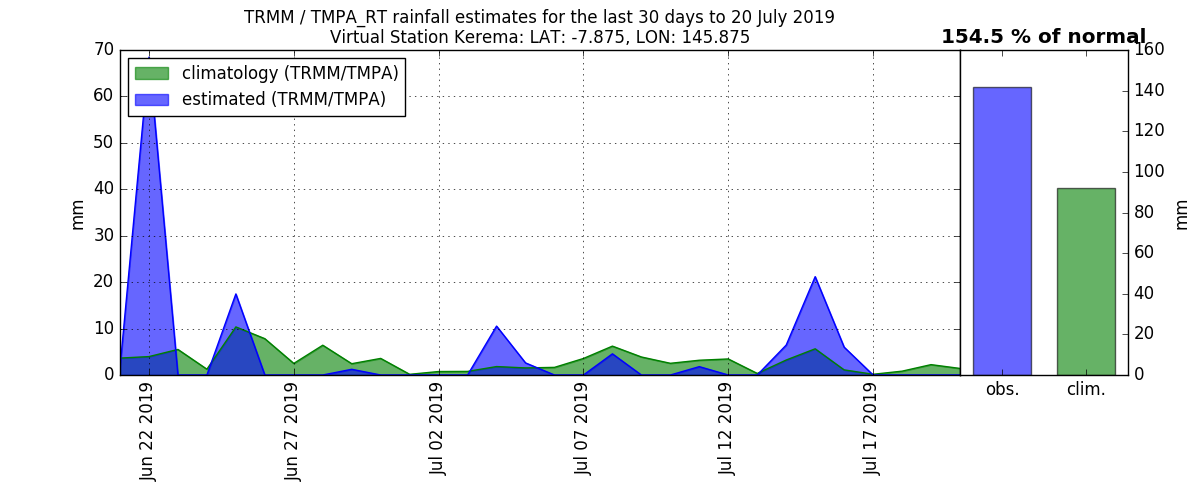 TRMM / TMPA_RT rainfall estimates for the last 30 days to 20 July 2019
Virtual Station Kerema: LAT: -7.875, LON: 145.875
154.5 % of normal
climatology (TRMM/TMPA)
estimated (TRMM/TMPA)
70
60
50
40
30
20
10
0
mm
Jun 22 2019
Jun 27 2019
Jul 02 2019
Jul 07 2019
Jul 12 2019
Jul 17 2019
160
140
120
100
80
60
40
20
0
mm
obs.
clim.